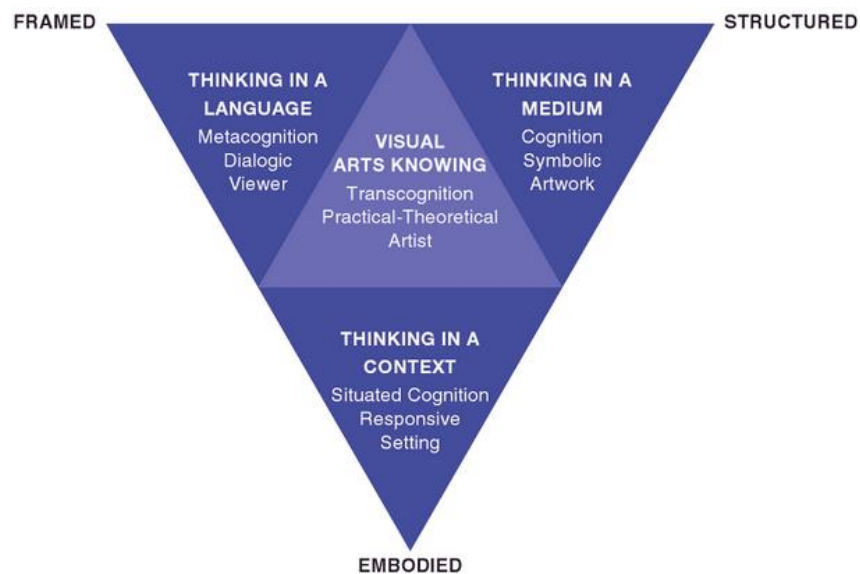 FRAMED
STRUCTURED
THINKING IN A
LANGUAGE
Metacognition
Dialogic
Viewer
VISUAL
ARTS KNOWING
Transcognition
Practical-Theoretical
Artist
THINKING IN A
MEDIUM
Cognition
Symbolic
Artwork
THINKING IN A
CONTEXT
Situated Cognition
Responsive
Setting
EMBODIED